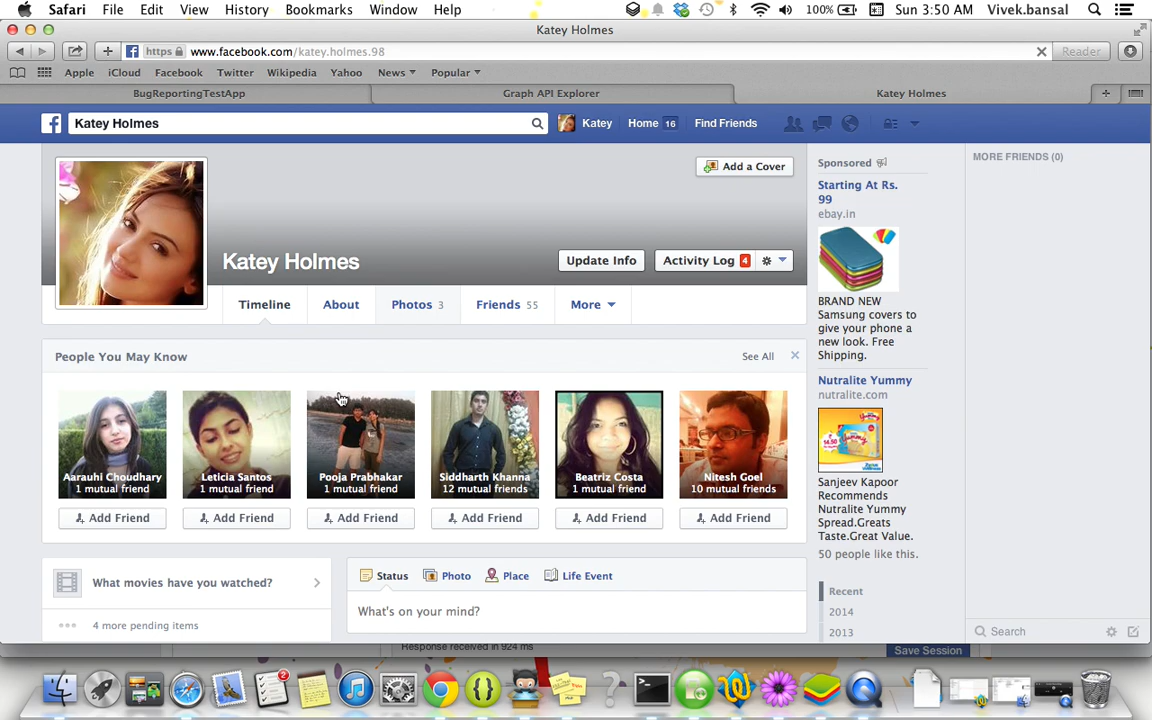 Safari File Edit View History Bookmarks Window Help 100% Sun 3:50 AM Vivek.bansal
Katey Holmes
https www.facebook.com/katey.holmes.98 Reader
Apple iCloud Facebook Twitter Wikipedia Yahoo News Popular
BugReportingTestApp Graph API Explorer Katey Holmes
Katey Holmes Katey Home 16 Find Friends
Add a Cover
Katey Holmes
Update Info Activity Log 4
Timeline About Photos 3 Friends 55 More
People You May Know See All
Aarauhi Choudhary Leticia Santos Pooja Prabhakar Siddharth Khanna Beatriz Costa Nitesh Goel
1 mutual friend 1 mutual friend 1 mutual friend 12 mutual friends 1 mutual friend 10 mutual friends
Add Friend Add Friend Add Friend Add Friend Add Friend Add Friend
What movies have you watched?
4 more pending items
Status Photo Place Life Event
What's on your mind?
Sponsored
Starting At Rs.
99
ebay.in
BRAND NEW
Samsung covers to
give your phone a
new look. Free
Shipping.
Nutralite Yummy
nutralite.com
Sanjeev Kapoor
Recommends
Nutralite Yummy
Spread.Greats
Taste.Great Value.
50 people like this.
Recent
2014
2013
MORE FRIENDS (0)
Search
Response received in 924 ms
Save Session
2